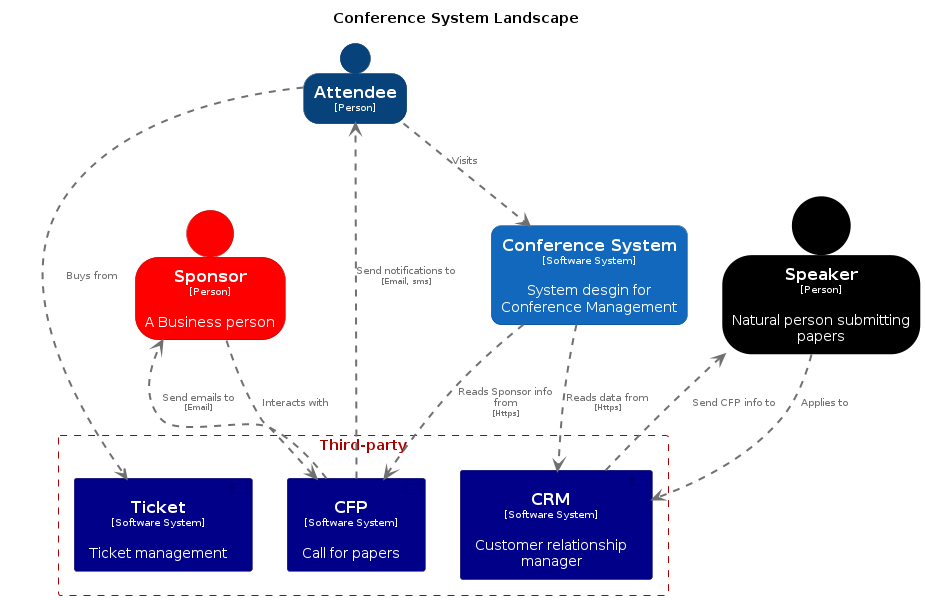 Conference System Landscape
Attendee
[Person]
Visits
Buys from
Sponsor
[Person]
A Business person
Send notifications to
[Email, sms]
Conference System
[Software System]
System desgin for
Conference Management
Speaker
[Person]
Natural person submitting
papers
Send emails to
[Email]
Interacts with
Reads Sponsor info
from
[Https]
Reads data from
[Https]
Send CFP info to
Applies to
Third-party
Ticket
[Software System]
Ticket management
CFP
[Software System]
Call for papers
CRM
[Software System]
Customer relationship
manager